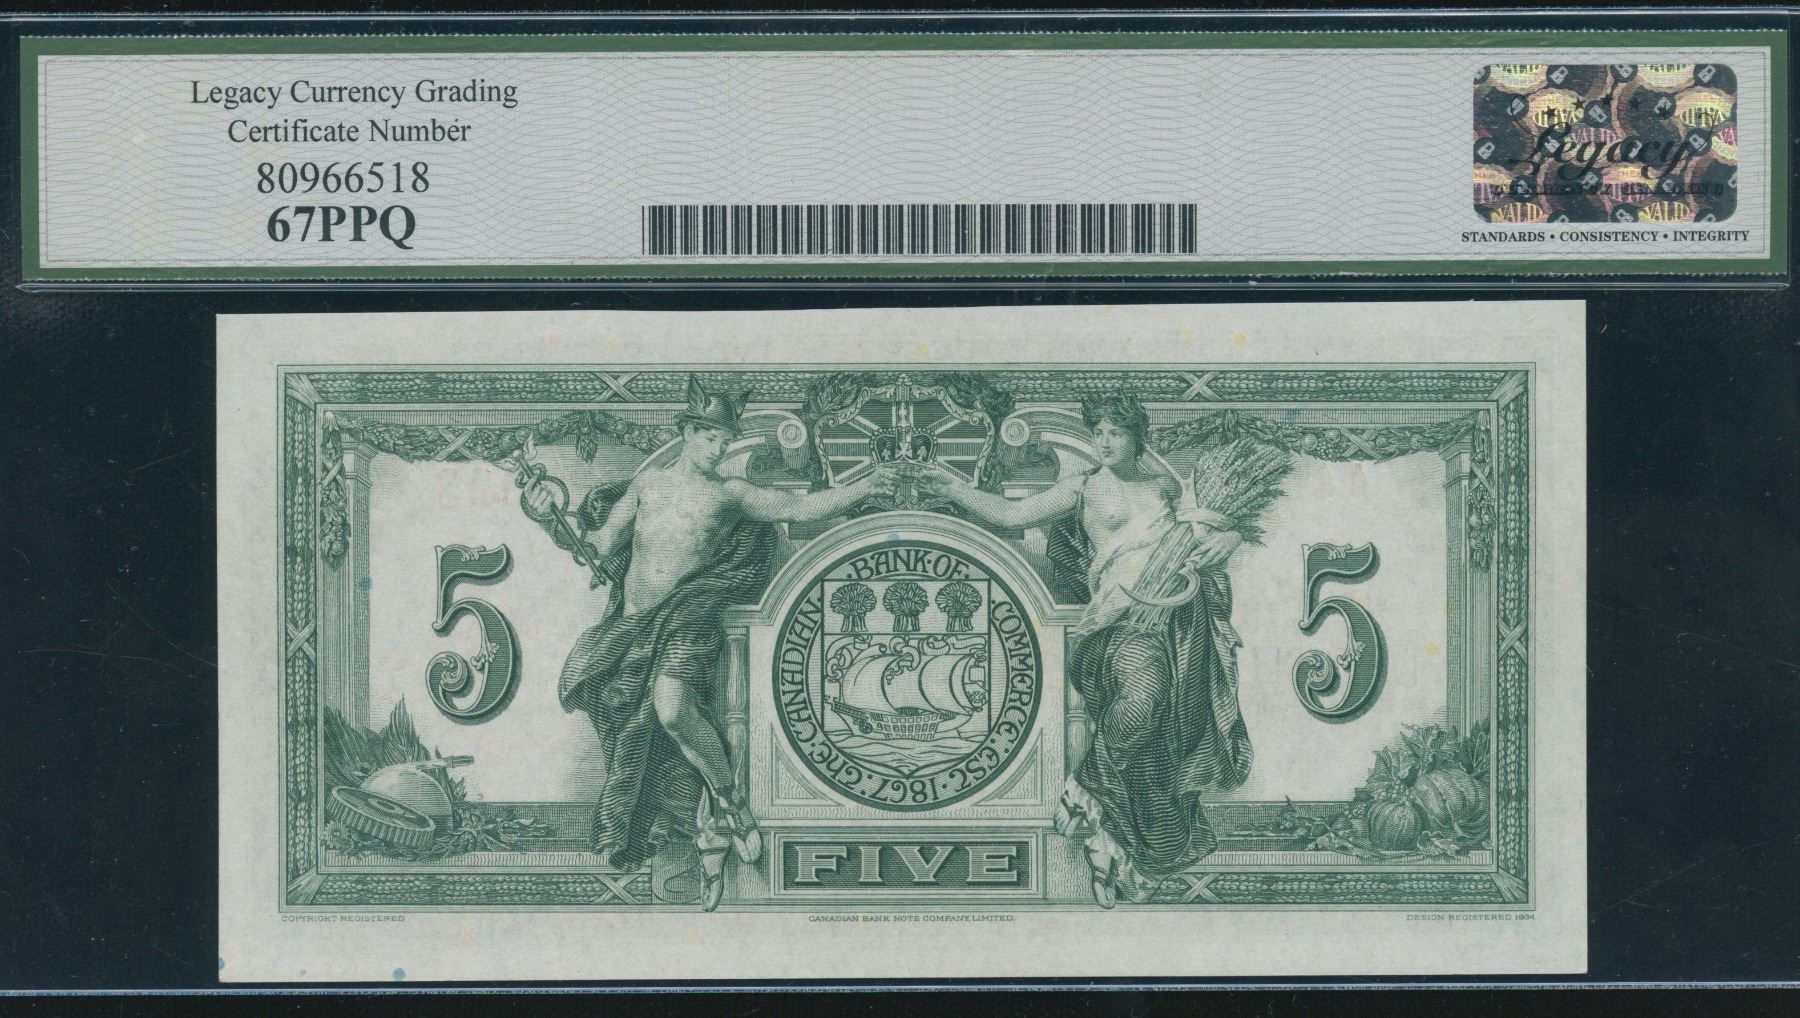 Legacy Currency Grading
Certificate Number
80966518
67PPQ
Legacy
STANDARDS • CONSISTENCY • INTEGRITY
5
5
THE · CANADIAN · BANK · OF · COMMERCE · EST · 1867
FIVE
COPYRIGHT REGISTERED
CANADIAN BANK NOTE COMPANY, LIMITED.
DESIGN REGISTERED 1934